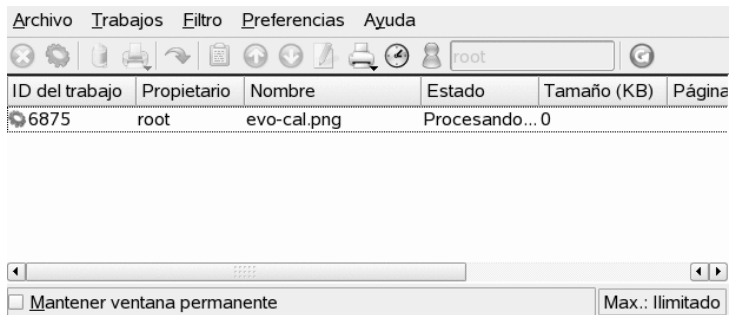 Archivo Trabajos Filtro Preferencias Ayuda
root
ID del trabajo Propietario Nombre Estado Tamaño (KB) Página
6875 root evo-cal.png Procesando... 0
Mantener ventana permanente Max.: Ilimitado